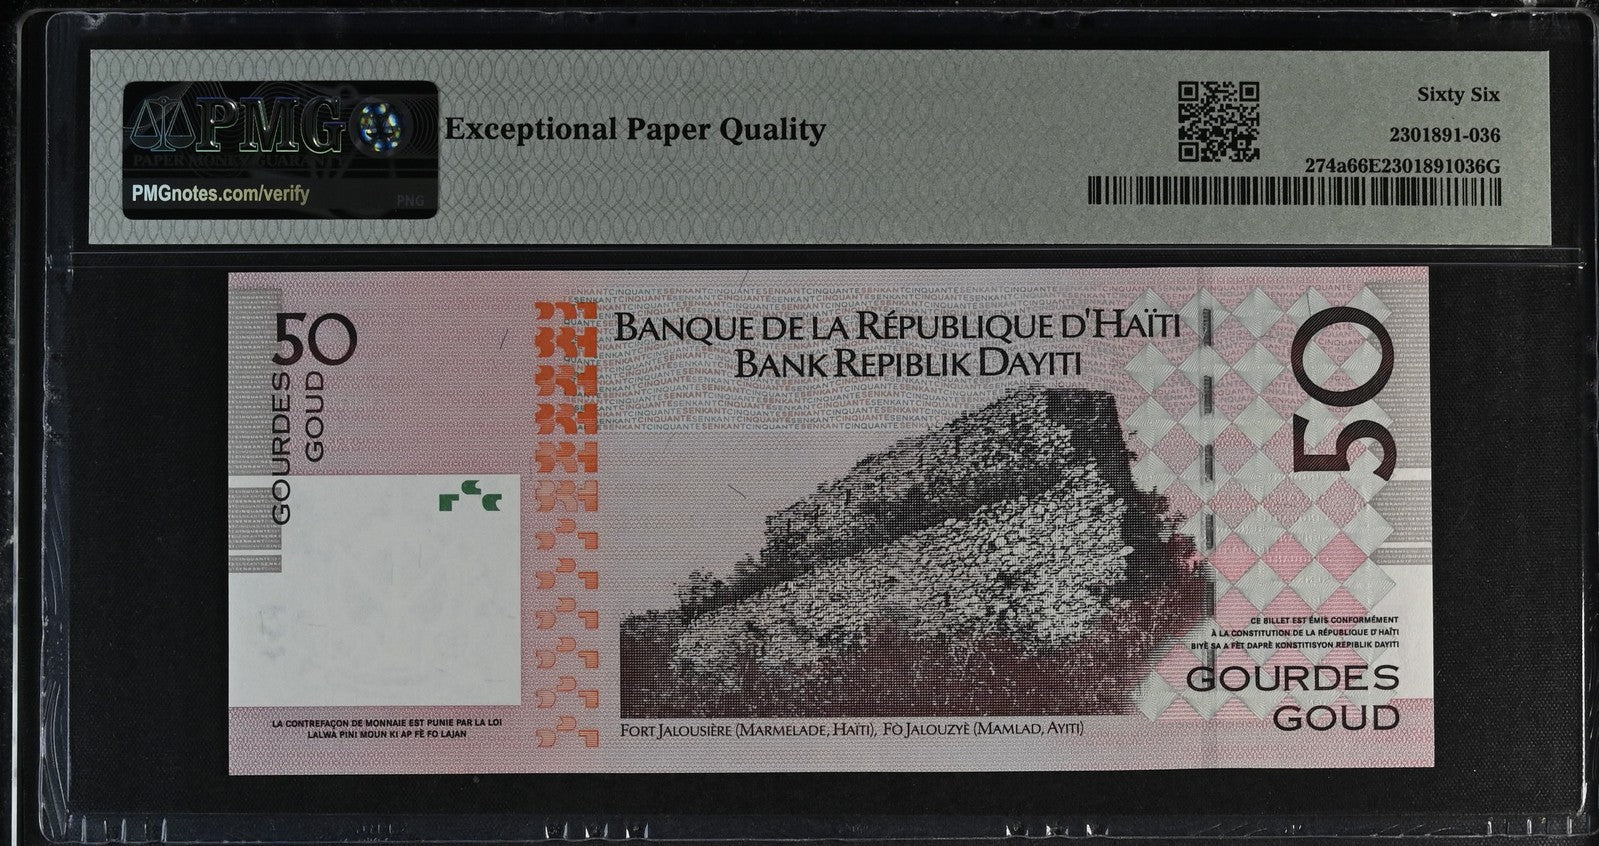 PMG
PAPER MONEY GUARANTY
PMGnotes.com/verify
PNG
Exceptional Paper Quality
Sixty Six
2301891-036
274a66E2301891036G
50
GOURDES
GOUD
BANQUE DE LA RÉPUBLIQUE D'HAÏTI
BANK REPIBLIK DAYITI
50
CE BILLET EST ÉMIS CONFORMÉMENT
À LA CONSTITUTION DE LA RÉPUBLIQUE D'HAÏTI
BIYÈ SA A FÈT DAPRÈ KONSTITISYON REPIBLIK DAYITI
GOURDES
GOUD
LA CONTREFAÇON DE MONNAIE EST PUNIE PAR LA LOI
LALWA PINI MOUN KI AP FÈ FO LAJAN
FORT JALOUSIÈRE (MARMELADE, HAÏTI), FÒ JALOUZYÈ (MAMLAD, AYITI)